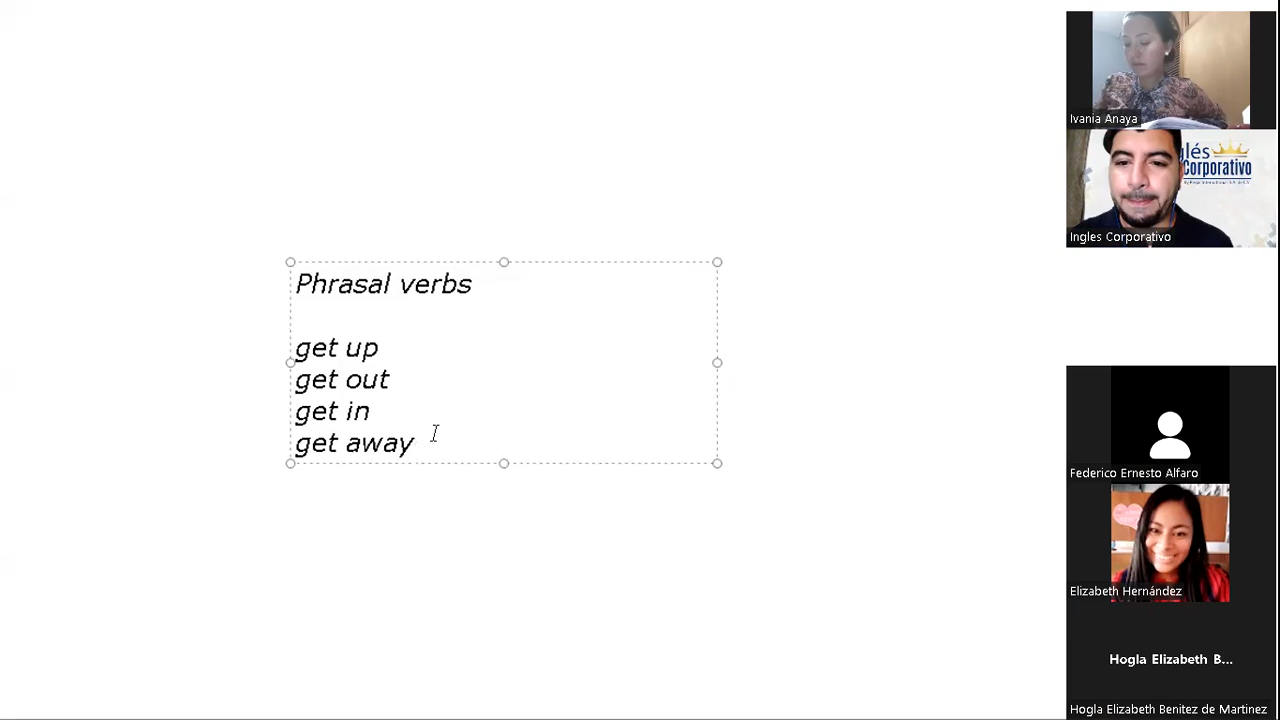 Phrasal verbs
get up
get out
get in
get away
Ivania Anaya
glés
Corporativo
Ingles Corporativo
Federico Ernesto Alfaro
Elizabeth Hernández
Hogla Elizabeth B...
Hogla Elizabeth Benitez de Martinez